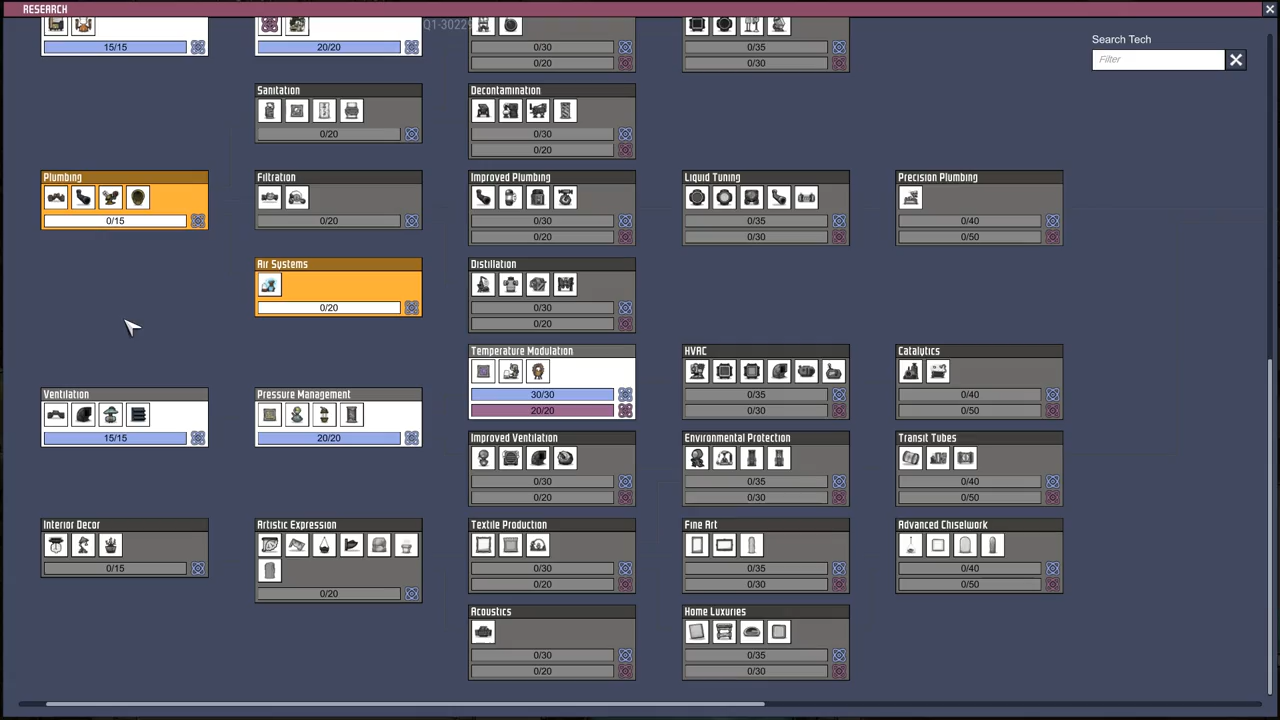 RESEARCH
Q1-30229
Search Tech
Filter
15/15
20/20
0/30
0/20
0/35
0/30
Sanitation
0/20
Decontamination
0/30
0/20
Plumbing
0/15
Filtration
0/20
Improved Plumbing
0/30
0/20
Liquid Tuning
0/35
0/30
Precision Plumbing
0/40
0/50
Air Systems
0/20
Distillation
0/30
0/20
Temperature Modulation
30/30
20/20
HVAC
0/35
0/30
Catalytics
0/40
0/50
Ventilation
15/15
Pressure Management
20/20
Improved Ventilation
0/30
0/20
Environmental Protection
0/35
0/30
Transit Tubes
0/40
0/50
Interior Decor
0/15
Artistic Expression
0/20
Textile Production
0/30
0/20
Fine Art
0/35
0/30
Advanced Chiselwork
0/40
0/50
Acoustics
0/30
0/20
Home Luxuries
0/35
0/30